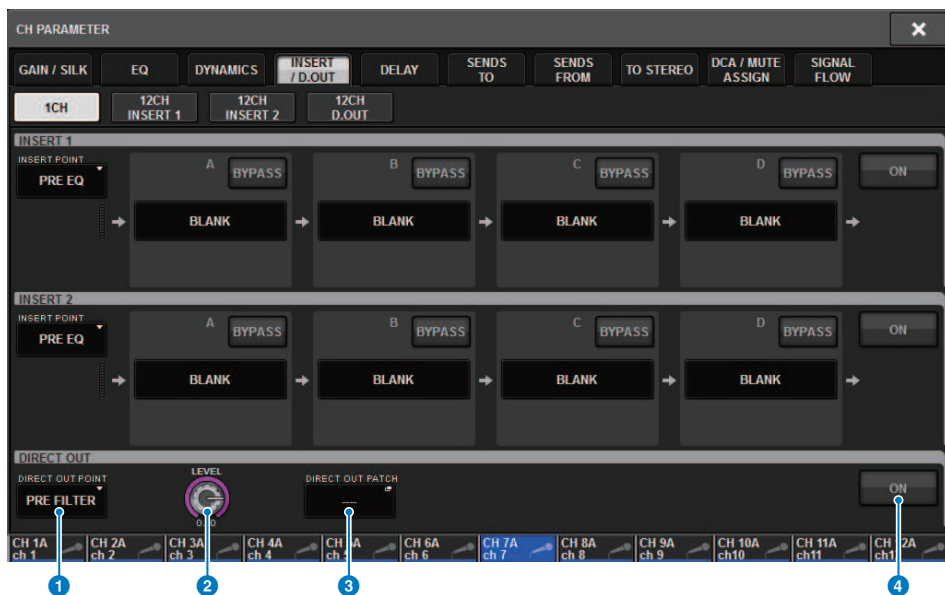 CH PARAMETER
GAIN / SILK EQ DYNAMICS INSERT / D.OUT DELAY SENDS TO SENDS FROM TO STEREO DCA / MUTE ASSIGN SIGNAL FLOW
1CH 12CH INSERT 1 12CH INSERT 2 12CH D.OUT
INSERT 1
INSERT POINT
PRE EQ
A BYPASS B BYPASS C BYPASS D BYPASS ON
BLANK BLANK BLANK BLANK
INSERT 2
INSERT POINT
PRE EQ
A BYPASS B BYPASS C BYPASS D BYPASS ON
BLANK BLANK BLANK BLANK
DIRECT OUT
DIRECT OUT POINT LEVEL DIRECT OUT PATCH
PRE FILTER ---- ON
CH 1A CH 2A CH 3A CH 4A CH CH 6A CH 7A CH 8A CH 9A CH 10A CH 11A CH
ch 1 ch 2 ch 3 ch 4 ch ch 6 ch 7 ch 8 ch 9 ch10 ch11
1 2 3 4